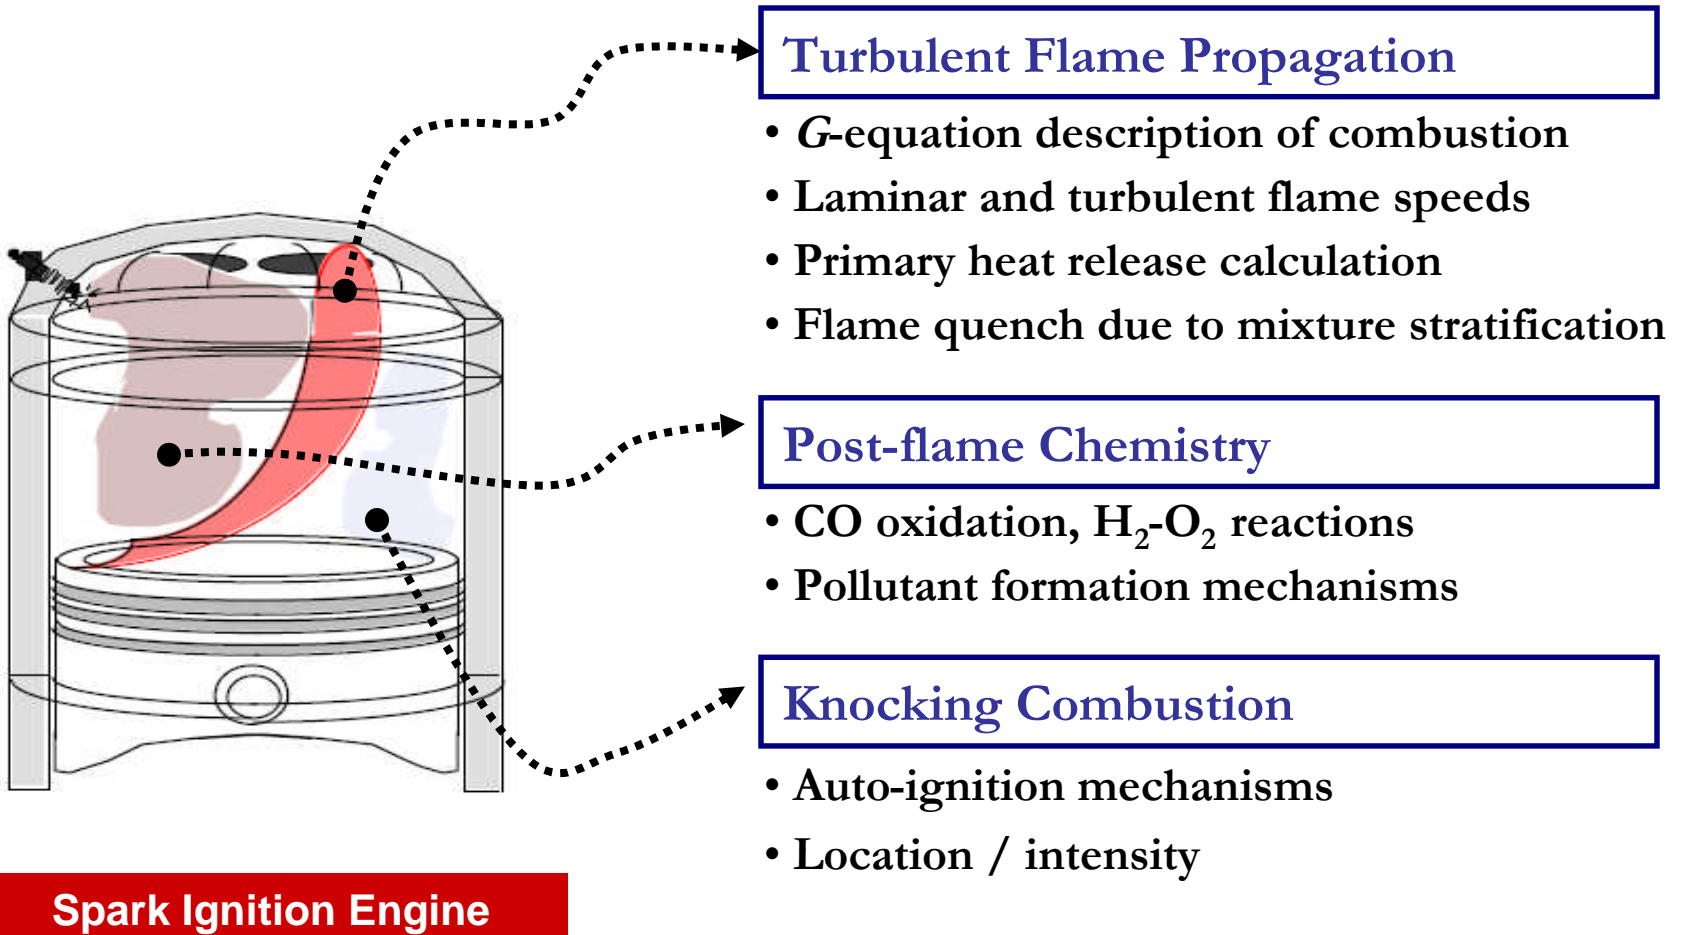 Turbulent Flame Propagation
• G-equation description of combustion
• Laminar and turbulent flame speeds
• Primary heat release calculation
• Flame quench due to mixture stratification
Post-flame Chemistry
• CO oxidation, H₂-O₂ reactions
• Pollutant formation mechanisms
Knocking Combustion
• Auto-ignition mechanisms
• Location / intensity
Spark Ignition Engine